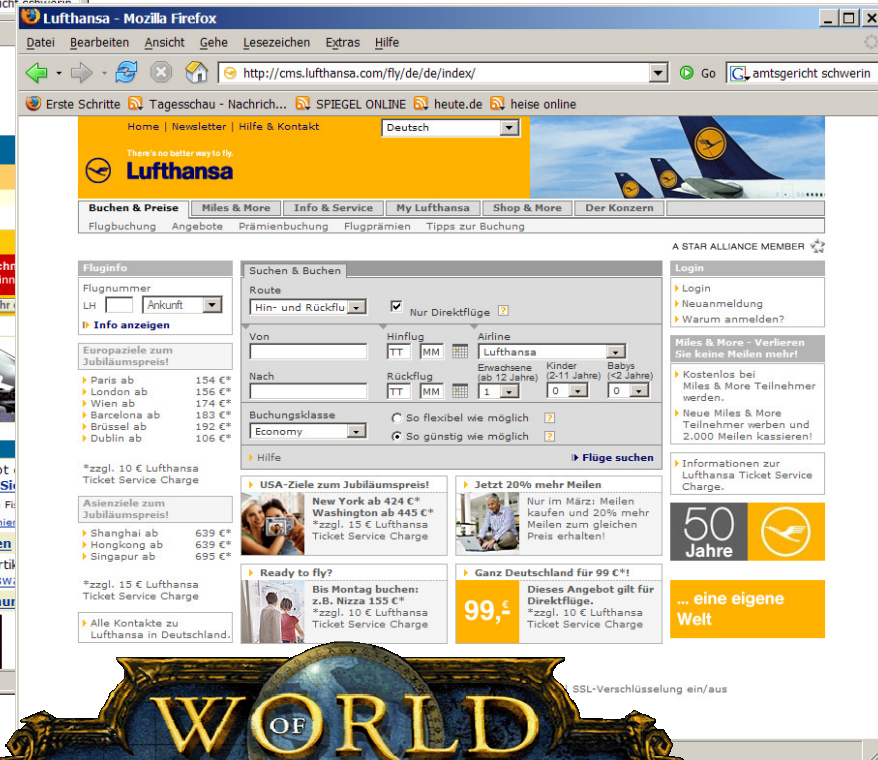 Lufthansa - Mozilla Firefox
Datei Bearbeiten Ansicht Gehe Lesezeichen Extras Hilfe
http://cms.lufthansa.com/fly/de/de/index/ Go G amtsgericht schwerin
Erste Schritte Tagesschau - Nachrich... SPIEGEL ONLINE heute.de heise online
Home | Newsletter | Hilfe & Kontakt Deutsch
There's no better way to fly.
Lufthansa
Buchen & Preise Miles & More Info & Service My Lufthansa Shop & More Der Konzern
Flugbuchung Angebote Prämienbuchung Flugprämien Tipps zur Buchung
A STAR ALLIANCE MEMBER
Fluginfo
Flugnummer
LH Ankunft
Info anzeigen
Europaziele zum
Jubiläumspreis!
Paris ab 154 €*
London ab 156 €*
Wien ab 174 €*
Barcelona ab 183 €*
Brüssel ab 192 €*
Dublin ab 106 €*
*zzgl. 10 € Lufthansa
Ticket Service Charge
Asienziele zum
Jubiläumspreis!
Shanghai ab 639 €*
Hongkong ab 639 €*
Singapur ab 695 €*
*zzgl. 15 € Lufthansa
Ticket Service Charge
Alle Kontakte zu
Lufthansa in Deutschland.
Suchen & Buchen
Route
Hin- und Rückflu Nur Direktflüge ?
Von Hinflug Airline
TT MM Lufthansa
Nach Rückflug Erwachsene (ab 12 Jahre) Kinder (2-11 Jahre) Babys (<2 Jahre)
TT MM 1 0 0
Buchungsklasse So flexibel wie möglich ?
Economy So günstig wie möglich ?
Hilfe Flüge suchen
USA-Ziele zum Jubiläumspreis!
New York ab 424 €*
Washington ab 445 €*
*zzgl. 15 € Lufthansa
Ticket Service Charge
Jetzt 20% mehr Meilen
Nur im März: Meilen
kaufen und 20% mehr
Meilen zum gleichen
Preis erhalten!
Ready to fly?
Bis Montag buchen:
z.B. Nizza 155 €*
*zzgl. 10 € Lufthansa
Ticket Service Charge
Ganz Deutschland für 99 €*!
99,€
Dieses Angebot gilt für
Direktflüge.
*zzgl. 10 € Lufthansa
Ticket Service Charge
Login
Login
Neuanmeldung
Warum anmelden?
Miles & More - Verlieren
Sie keine Meilen mehr!
Kostenlos bei
Miles & More Teilnehmer
werden.
Neue Miles & More
Teilnehmer werden und
2.000 Meilen kassieren!
Informationen zur
Lufthansa Ticket Service
Charge.
50
Jahre
... eine eigene
Welt
SSL-Verschlüsselung ein/aus
WORLD
OF